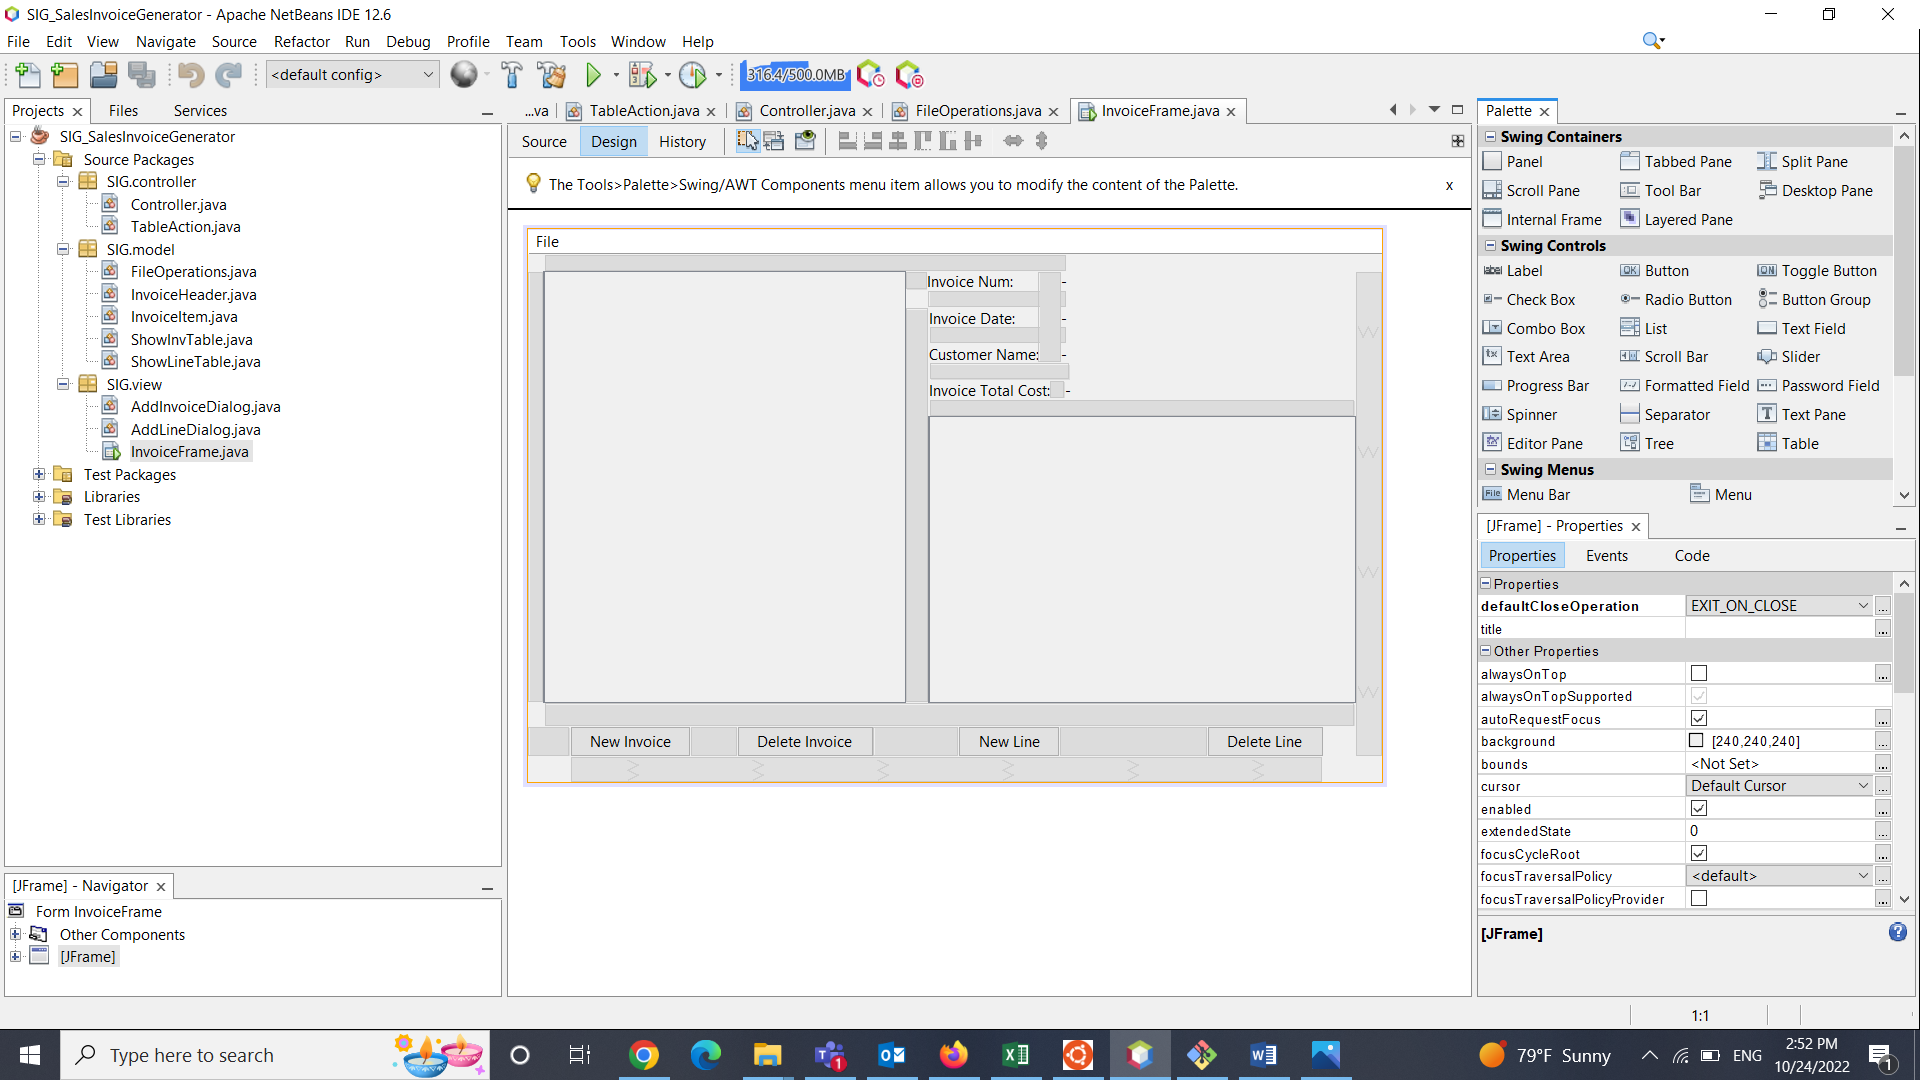 SIG_SalesInvoiceGenerator - Apache NetBeans IDE 12.6
File Edit View Navigate Source Refactor Run Debug Profile Team Tools Window Help
<default config> 316.4/500.0MB
Projects Files Services
SIG_SalesInvoiceGenerator
Source Packages
SIG.controller
Controller.java
TableAction.java
SIG.model
FileOperations.java
InvoiceHeader.java
InvoiceItem.java
ShowInvTable.java
ShowLineTable.java
SIG.view
AddInvoiceDialog.java
AddLineDialog.java
InvoiceFrame.java
Test Packages
Libraries
Test Libraries
[JFrame] - Navigator
Form InvoiceFrame
Other Components
[JFrame]
...va TableAction.java Controller.java FileOperations.java InvoiceFrame.java
Source Design History
The Tools>Palette>Swing/AWT Components menu item allows you to modify the content of the Palette. x
File
Invoice Num: -
Invoice Date: -
Customer Name: -
Invoice Total Cost: -
New Invoice Delete Invoice New Line Delete Line
Palette
Swing Containers
Panel Tabbed Pane Split Pane
Scroll Pane Tool Bar Desktop Pane
Internal Frame Layered Pane
Swing Controls
label Label OK Button ON Toggle Button
Check Box Radio Button Button Group
Combo Box List Text Field
Text Area Scroll Bar Slider
Progress Bar Formatted Field Password Field
Spinner Separator Text Pane
Editor Pane Tree Table
Swing Menus
File Menu Bar Menu
[JFrame] - Properties
Properties Events Code
Properties
defaultCloseOperation EXIT_ON_CLOSE ...
title ...
Other Properties
alwaysOnTop ...
alwaysOnTopSupported
autoRequestFocus ...
background [240,240,240] ...
bounds <Not Set> ...
cursor Default Cursor ...
enabled ...
extendedState 0 ...
focusCycleRoot ...
focusTraversalPolicy <default> ...
focusTraversalPolicyProvider ...
[JFrame] ?
1:1
Type here to search 1 79°F Sunny ENG 2:52 PM
10/24/2022 1